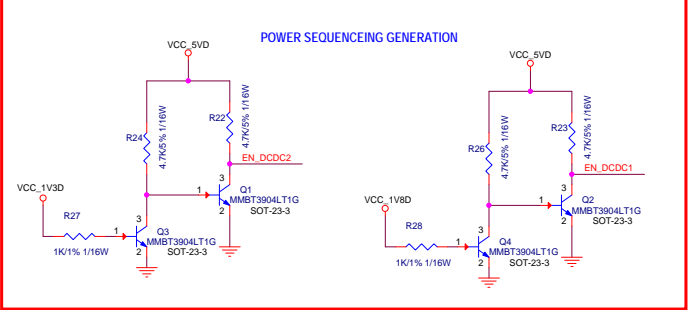 POWER SEQUENCEING GENERATION
VCC_5VD
R24
4.7K/5% 1/16W
R22
4.7K/5% 1/16W
EN_DCDC2
3
1
2
Q1
MMBT3904LT1G
SOT-23-3
VCC_1V3D
R27
1K/1% 1/16W
3
1
2
Q3
MMBT3904LT1G
SOT-23-3
VCC_5VD
R26
4.7K/5% 1/16W
R23
4.7K/5% 1/16W
EN_DCDC1
3
1
2
Q2
MMBT3904LT1G
SOT-23-3
VCC_1V8D
R28
1K/1% 1/16W
3
1
2
Q4
MMBT3904LT1G
SOT-23-3